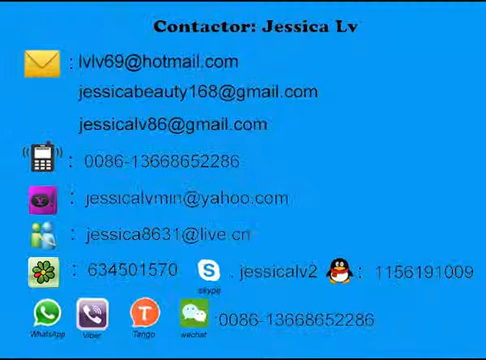 Contactor: Jessica Lv
: lvlv69@hotmail.com
jessicabeauty168@gmail.com
jessicalv86@gmail.com
: 0086-13668652286
: jessicalvmin@yahoo.com
: jessica8631@live.cn
: 634501570 skype . jessicalv2 : 1156191009
WhatsApp Viber Tango wechat :0086-13668652286